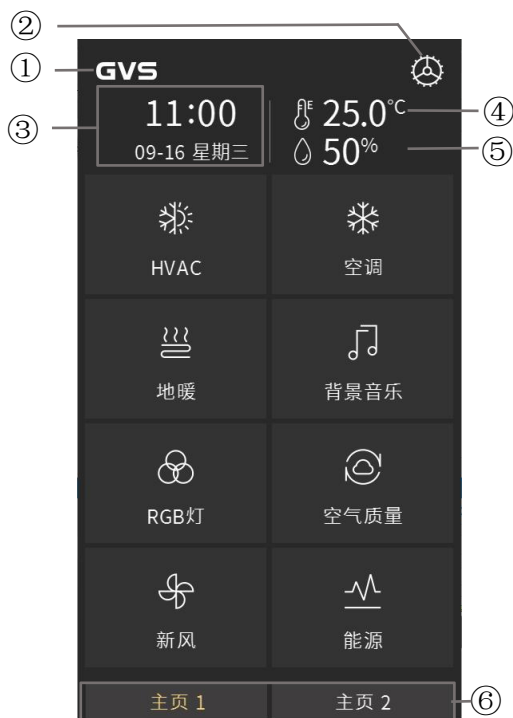 ②
① GVS
③ 11:00 E 25.0℃ ④
09-16 星期三 50% ⑤
HVAC 空调
地暖 背景音乐
RGB灯 空气质量
新风 能源
主页 1 主页 2 ⑥